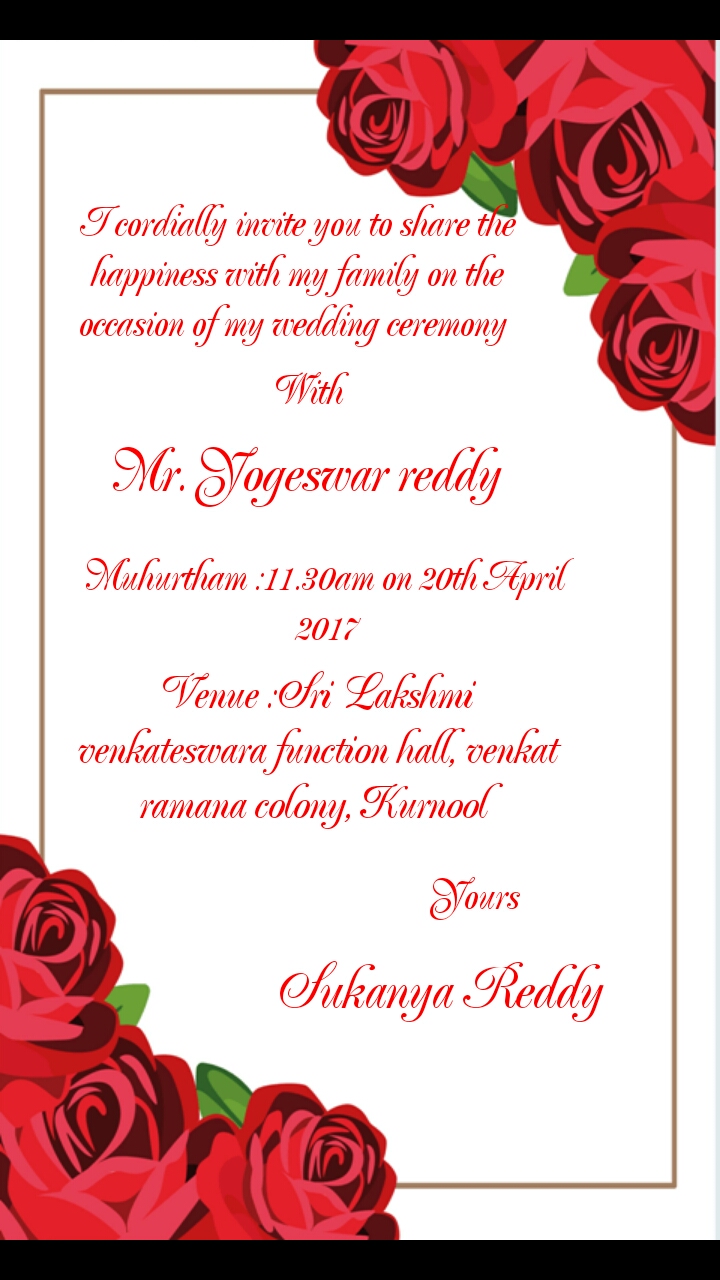 I cordially invite you to share the
happiness with my family on the
occasion of my wedding ceremony
With
Mr. Yogeswar reddy
Muhurtham :11.30am on 20th April
2017
Venue :Sri Lakshmi
venkateswara function hall, venkat
ramana colony, Kurnool
Yours
Sukanya Reddy